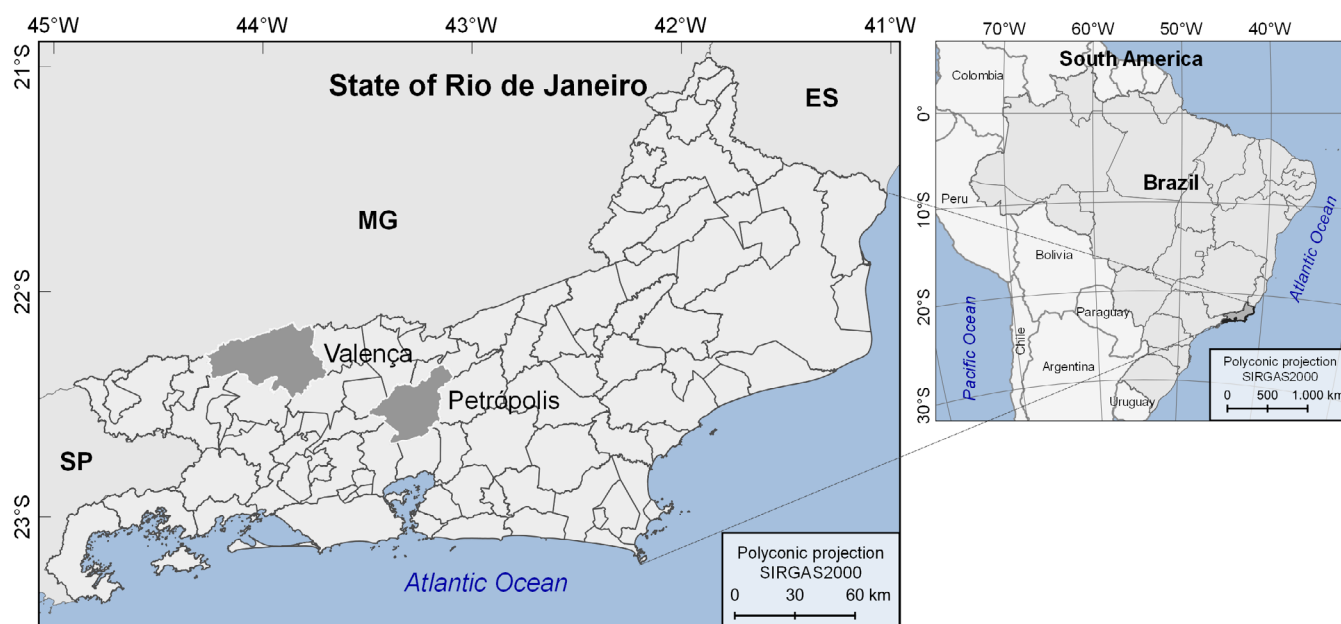 45°W 44°W 43°W 42°W 41°W
21°S
22°S
23°S
State of Rio de Janeiro
ES
MG
Valença
Petrópolis
SP
Atlantic Ocean
Polyconic projection
SIRGAS2000
0 30 60 km
70°W 60°W 50°W 40°W
0°
10°S
20°S
30°S
South America
Colombia
Brazil
Peru
Bolivia
Paraguay
Chile
Argentina
Uruguay
Pacific Ocean
Atlantic Ocean
Polyconic projection
SIRGAS2000
0 500 1.000 km